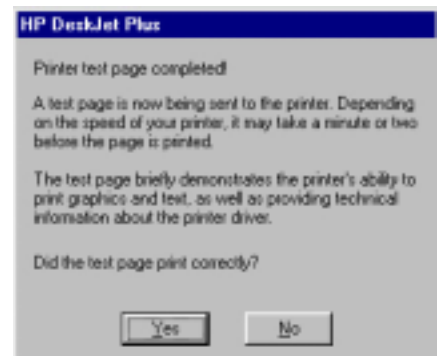 HP DeskJet Plus
Printer test page completed!
A test page is now being sent to the printer. Depending
on the speed of your printer, it may take a minute or two
before the page is printed.
The test page briefly demonstrates the printer's ability to
print graphics and text, as well as providing technical
information about the printer driver.
Did the test page print correctly?
Yes No